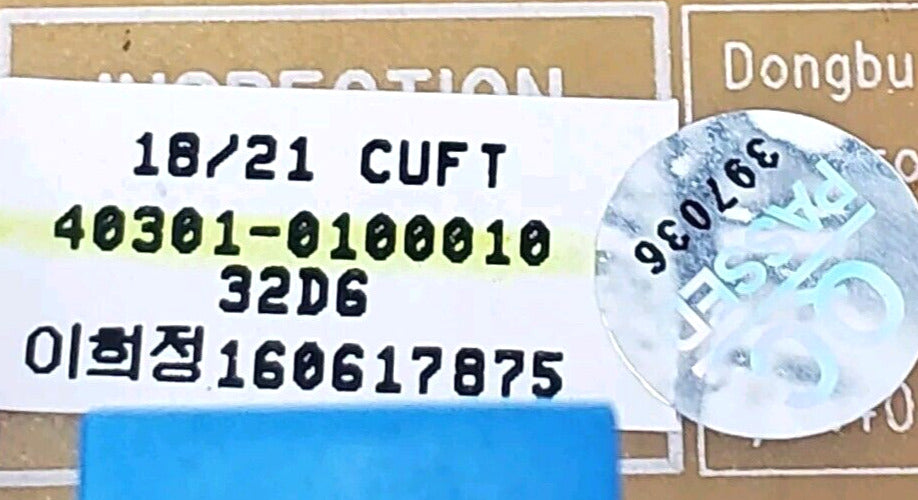 INSPECTION
18/21 CUFT
40301-0100010
32D6
이희정160617875
Dongbu
397036
QC
PASSED